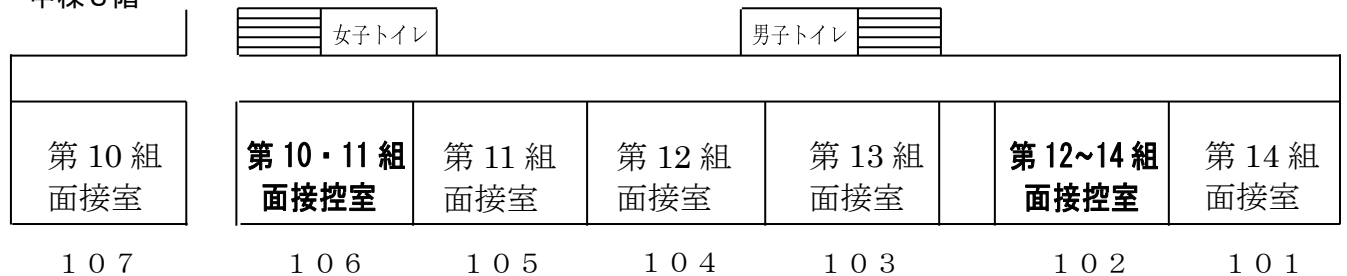 女子トイレ 男子トイレ
第10組 第10・11組 第11組 第12組 第13組 第12~14組 第14組
面接室 面接控室 面接室 面接室 面接室 面接控室 面接室
107 106 105 104 103 102 101